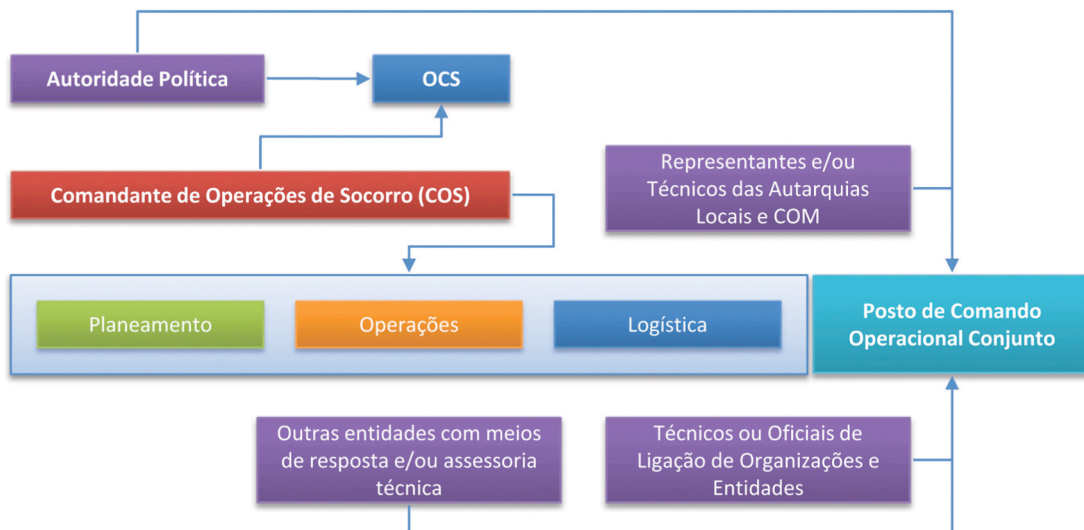 Autoridade Política
OCS
Comandante de Operações de Socorro (COS)
Representantes e/ou
Técnicos das Autarquias
Locais e COM
Planeamento
Operações
Logística
Posto de Comando
Operacional Conjunto
Outras entidades com meios
de resposta e/ou assessoria
técnica
Técnicos ou Oficiais de
Ligação de Organizações e
Entidades